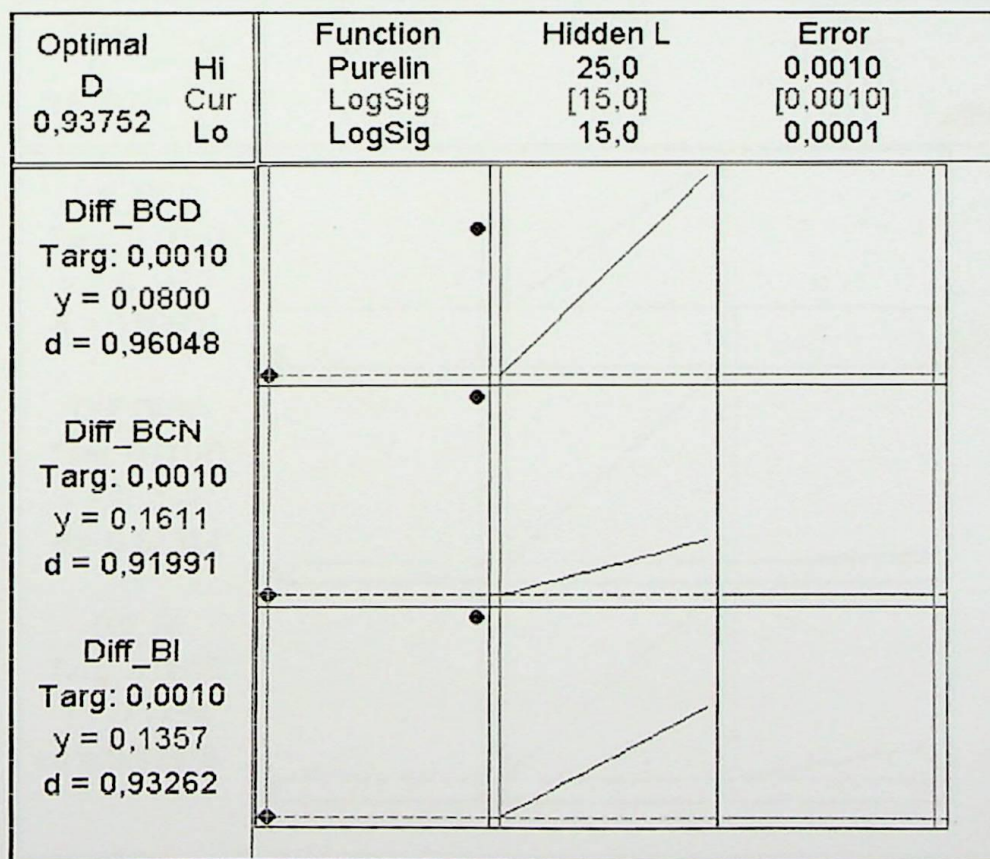 Optimal
D
0,93752
Hi
Cur
Lo
Function Hidden L Error
Purelin 25,0 0,0010
LogSig [15,0] [0,0010]
LogSig 15,0 0,0001
Diff_BCD
Targ: 0,0010
y = 0,0800
d = 0,96048
Diff_BCN
Targ: 0,0010
y = 0,1611
d = 0,91991
Diff_BI
Targ: 0,0010
y = 0,1357
d = 0,93262